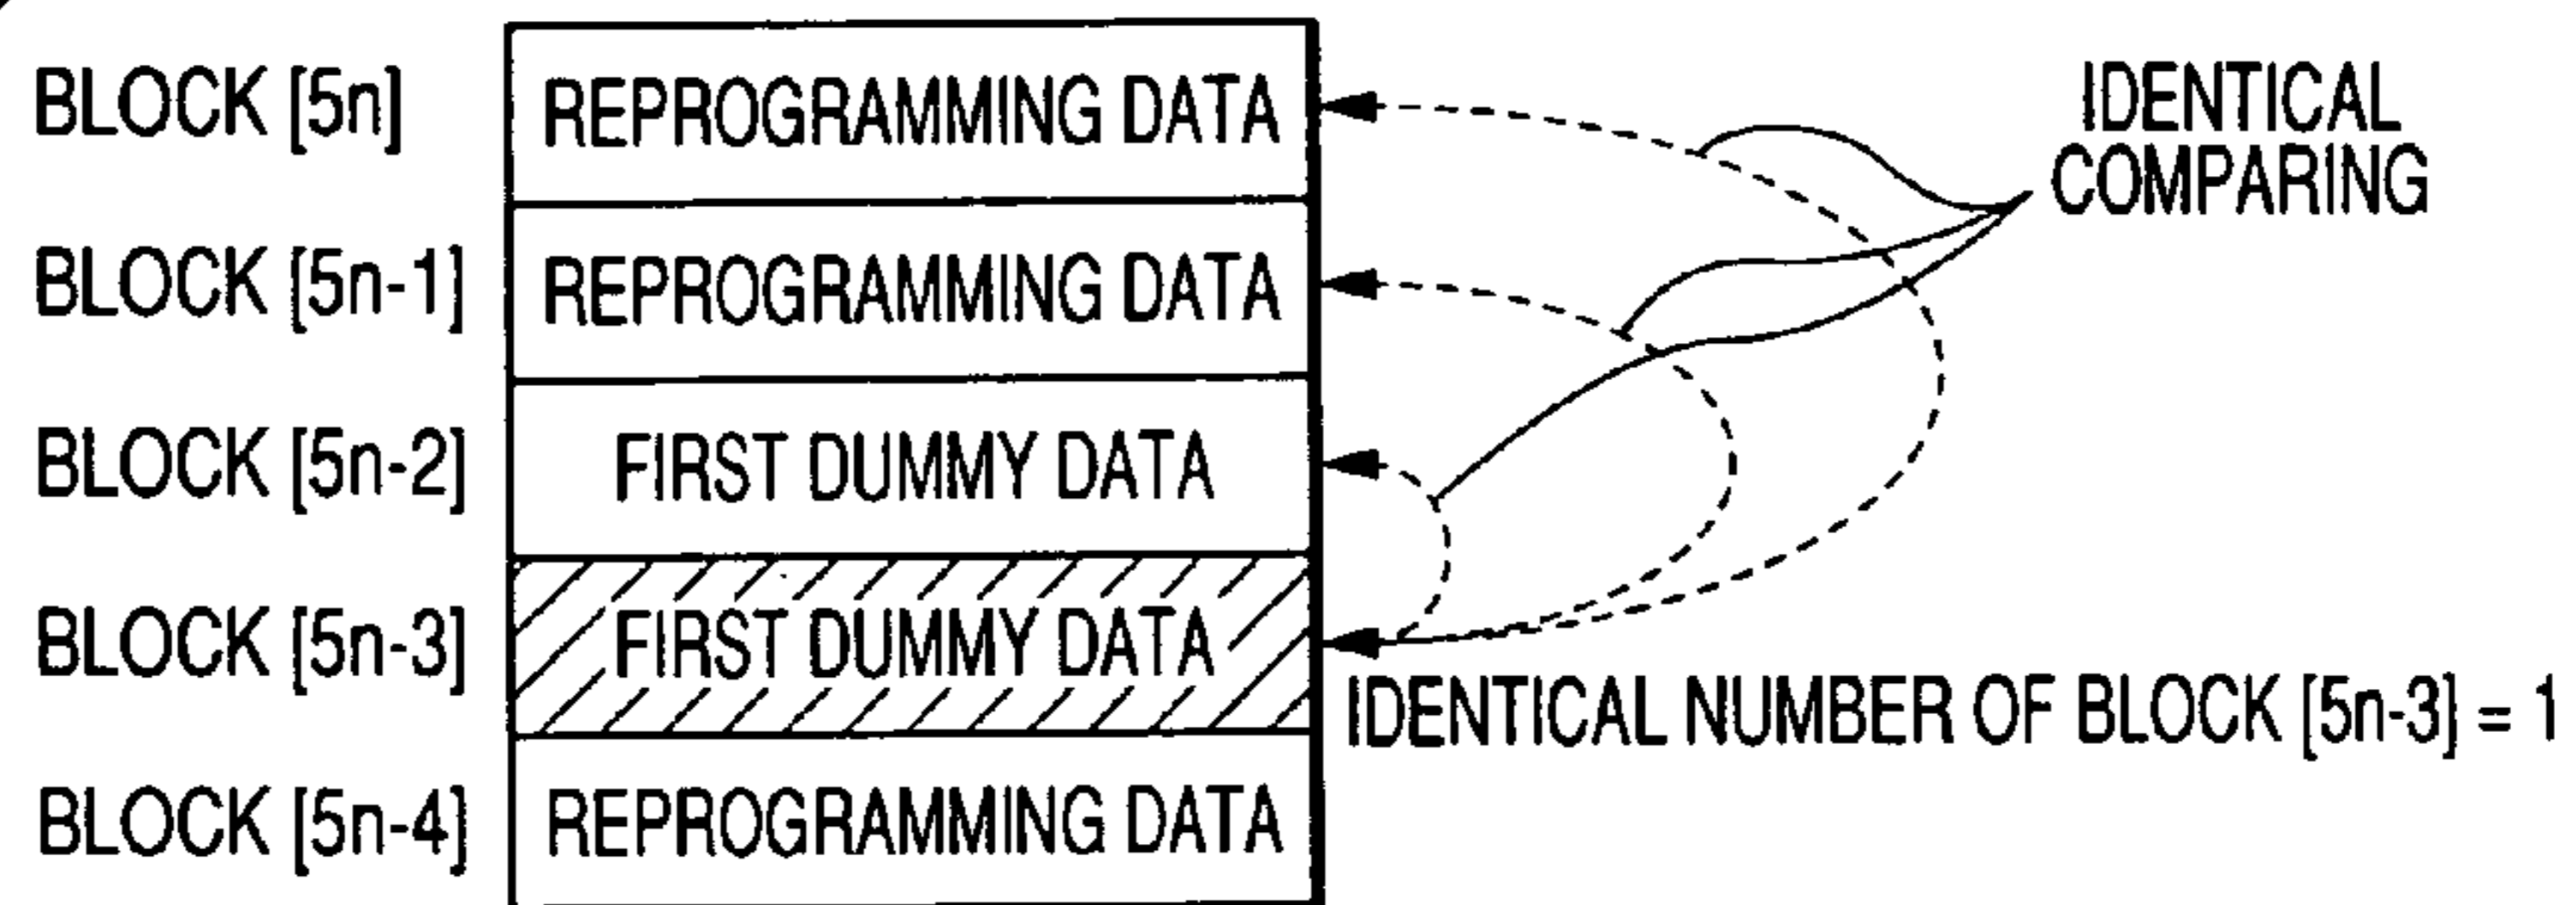 BLOCK [5n] REPROGRAMMING DATA
IDENTICAL
COMPARING
BLOCK [5n-1] REPROGRAMMING DATA
BLOCK [5n-2] FIRST DUMMY DATA
BLOCK [5n-3] FIRST DUMMY DATA
IDENTICAL NUMBER OF BLOCK [5n-3] = 1
BLOCK [5n-4] REPROGRAMMING DATA